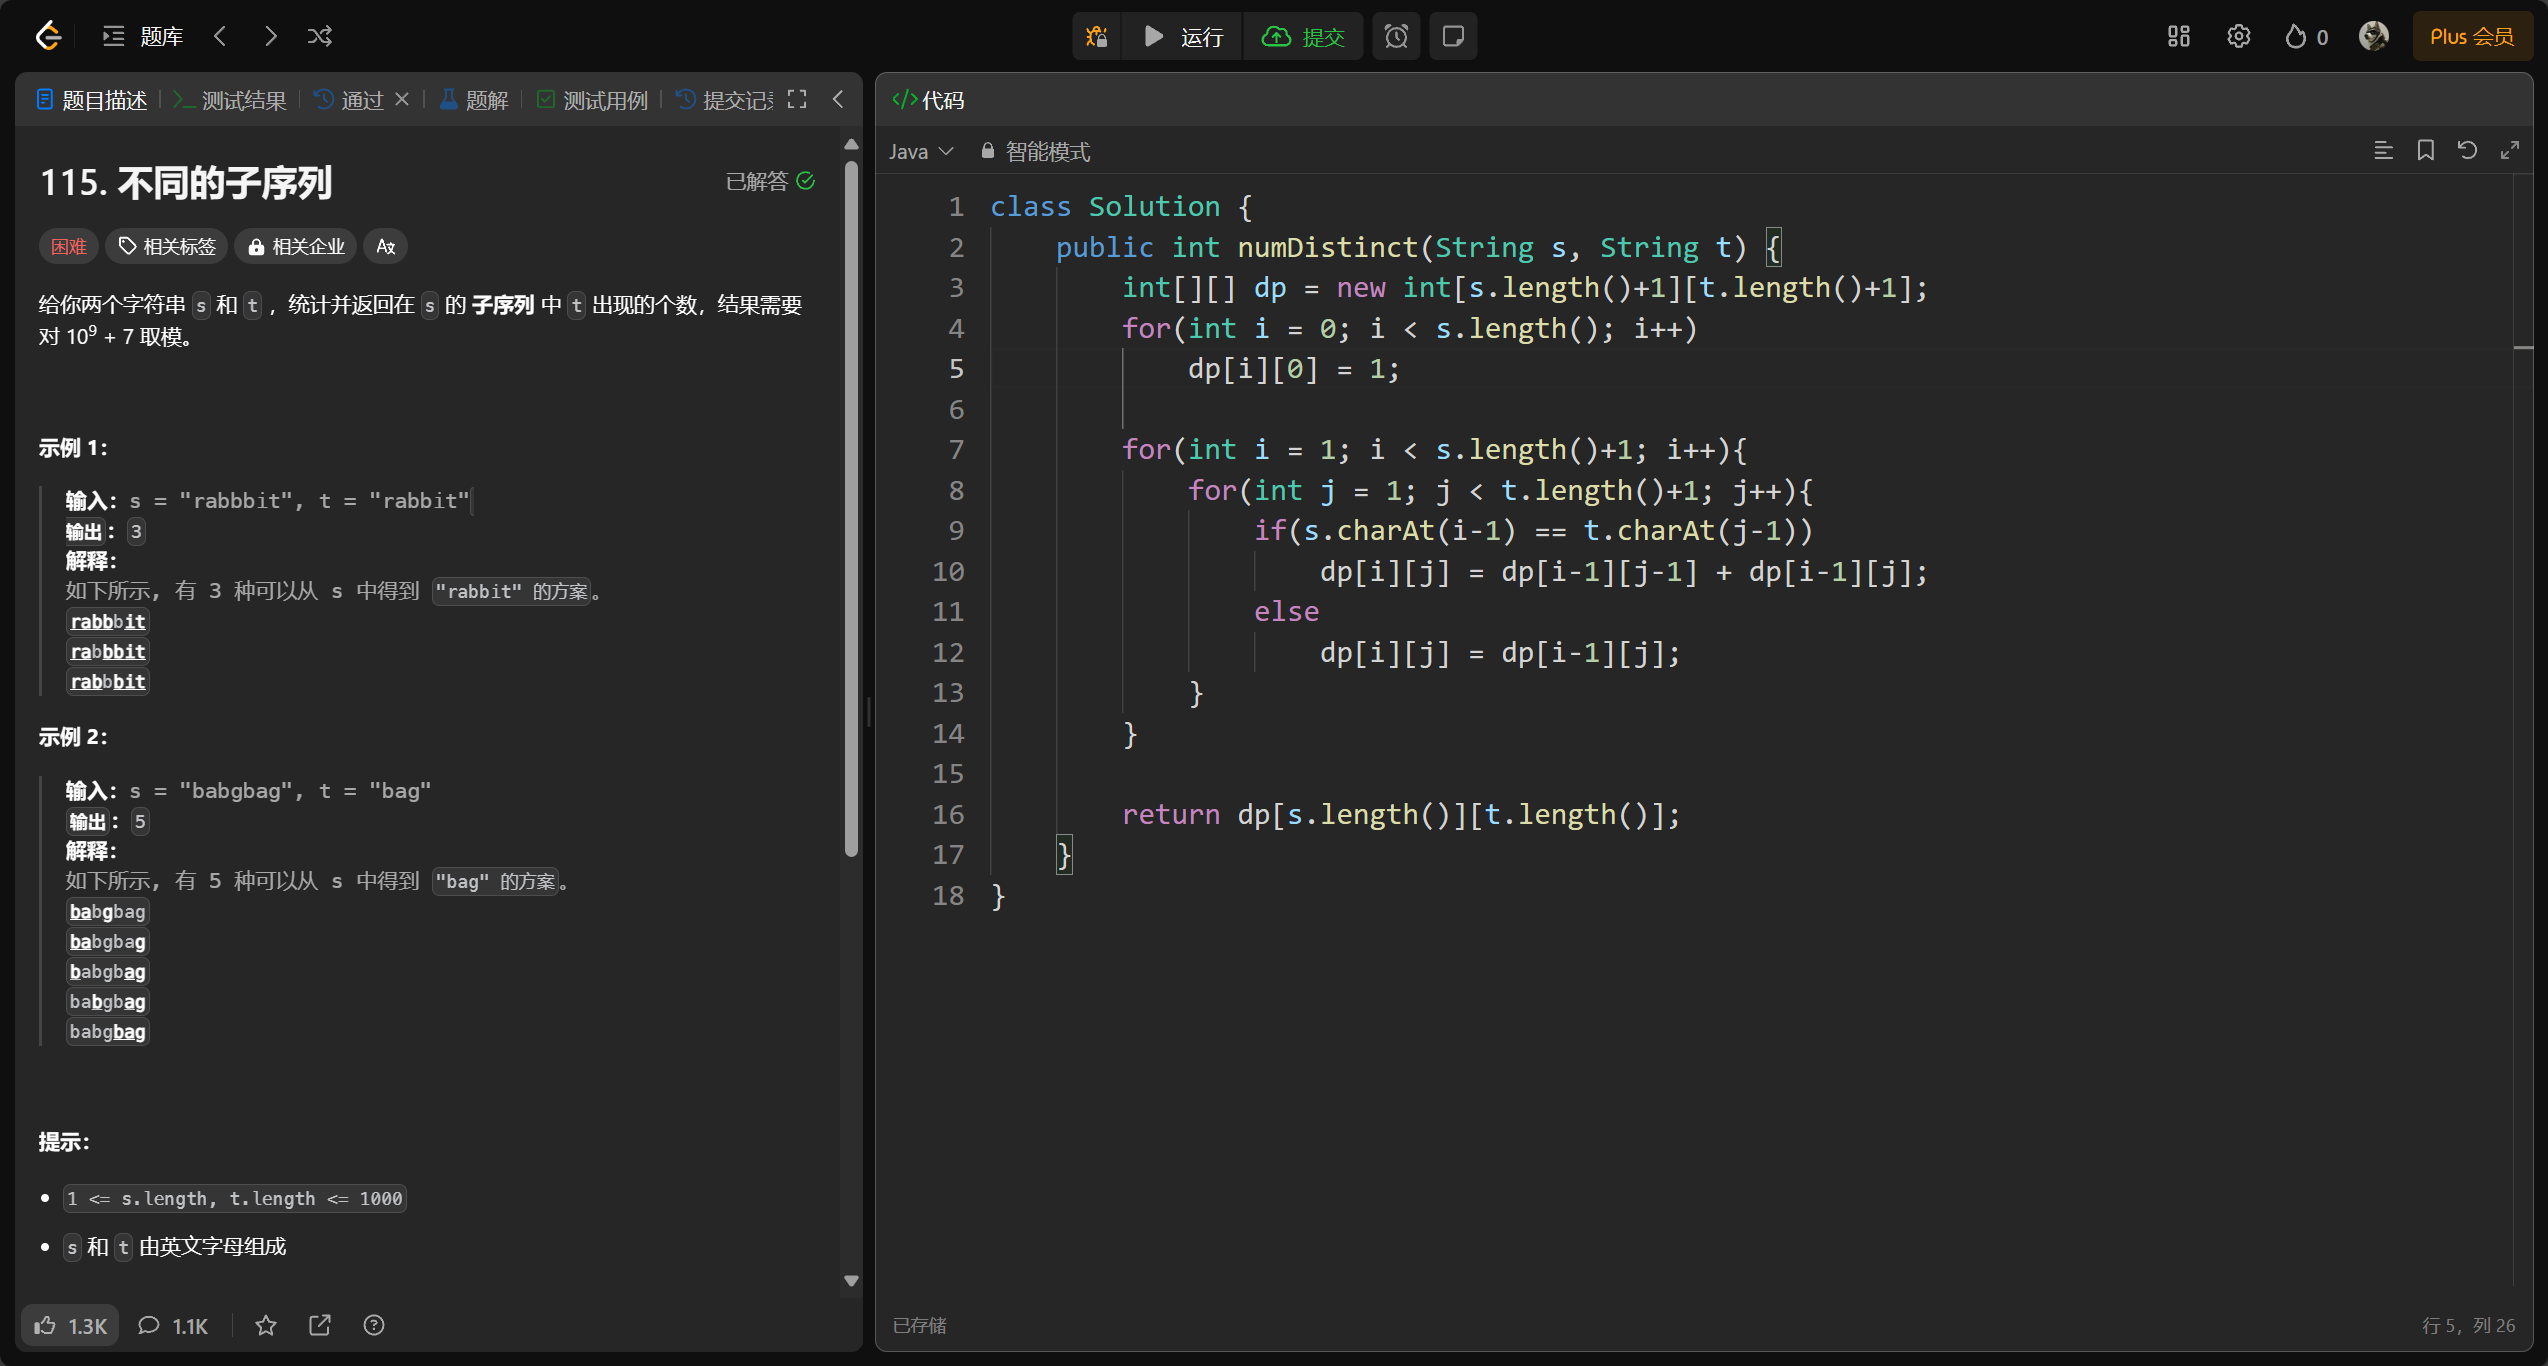 题库
运行
提交
0
Plus 会员
题目描述
测试结果
通过
题解
测试用例
提交记录
代码
Java
智能模式
115. 不同的子序列
已解答
困难
相关标签
相关企业
给你两个字符串 s 和 t ，统计并返回在 s 的 子序列 中 t 出现的个数，结果需要
对 10⁹ + 7 取模。
示例 1：
输入：s = "rabbbit", t = "rabbit"
输出：3
解释：
如下所示, 有 3 种可以从 s 中得到 "rabbit" 的方案。
rabbbit
rabbbit
rabbbit
示例 2：
输入：s = "babgbag", t = "bag"
输出：5
解释：
如下所示, 有 5 种可以从 s 中得到 "bag" 的方案。
babgbag
babgbag
babgbag
babgbag
babgbag
提示：
1 <= s.length, t.length <= 1000
s 和 t 由英文字母组成
1.3K
1.1K
1 class Solution {
2     public int numDistinct(String s, String t) {
3         int[][] dp = new int[s.length()+1][t.length()+1];
4         for(int i = 0; i < s.length(); i++)
5             dp[i][0] = 1;
6
7         for(int i = 1; i < s.length()+1; i++){
8             for(int j = 1; j < t.length()+1; j++){
9                 if(s.charAt(i-1) == t.charAt(j-1))
10                     dp[i][j] = dp[i-1][j-1] + dp[i-1][j];
11                 else
12                     dp[i][j] = dp[i-1][j];
13             }
14         }
15
16         return dp[s.length()][t.length()];
17     }
18 }
已存储
行 5，列 26